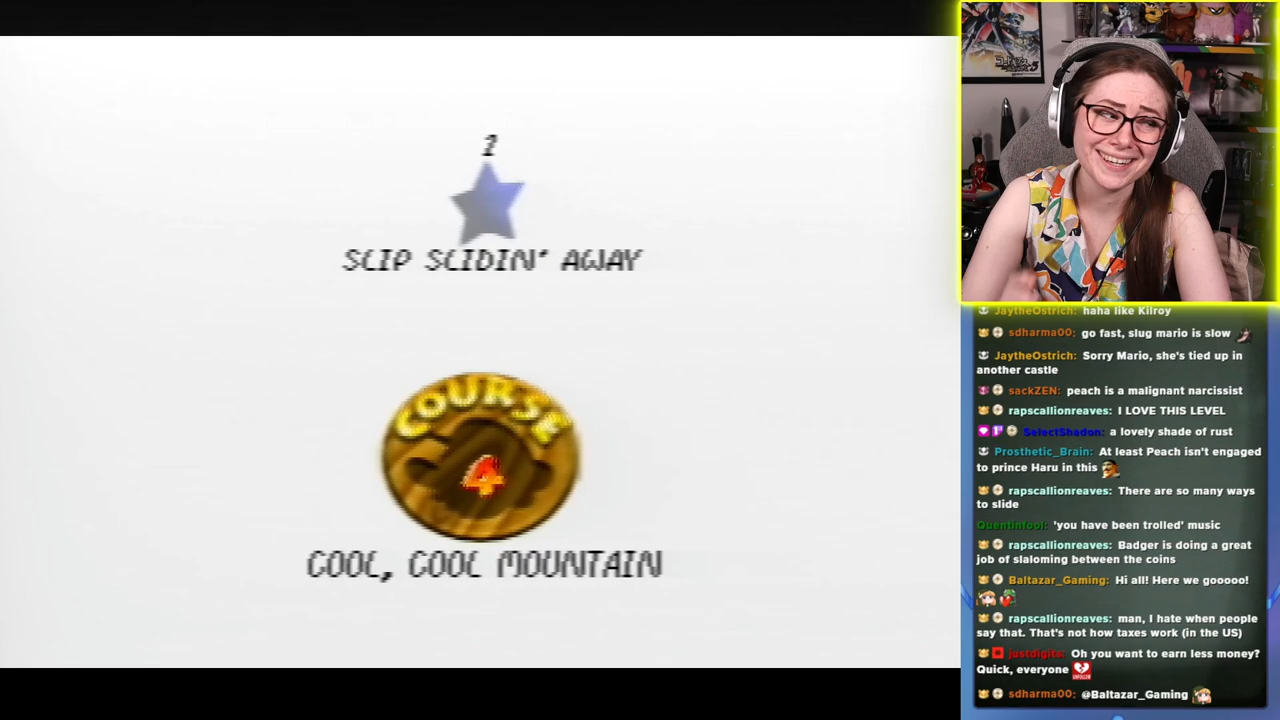 ?
SLIP SLIDIN' AWAY
COURSE
4
COOL, COOL MOUNTAIN
JaytheOstrich: haha like Kilroy
sdharma00: go fast, slug mario is slow
JaytheOstrich: Sorry Mario, she's tied up in
another castle
sackZEN: peach is a malignant narcissist
rapscallionreaves: I LOVE THIS LEVEL
SelectShadon: a lovely shade of rust
Prosthetic_Brain: At least Peach isn't engaged
to prince Haru in this
rapscallionreaves: There are so many ways
to slide
Quentinfool: 'you have been trolled' music
rapscallionreaves: Badger is doing a great
job of slaloming between the coins
Baltazar_Gaming: Hi all! Here we gooooo!
rapscallionreaves: man, I hate when people
say that. That's not how taxes work (in the US)
justdigits: Oh you want to earn less money?
Quick, everyone
UNFOLLOW
sdharma00: @Baltazar_Gaming